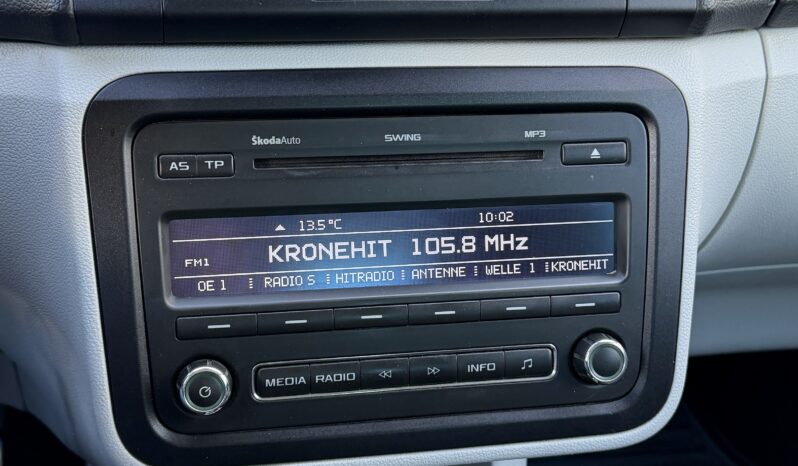 ŠkodaAuto SWING MP3
AS TP
13.5°C 10:02
KRONEHIT 105.8 MHz
FM1
OE 1 RADIO S HITRADIO ANTENNE WELLE 1 KRONEHIT
MEDIA RADIO INFO